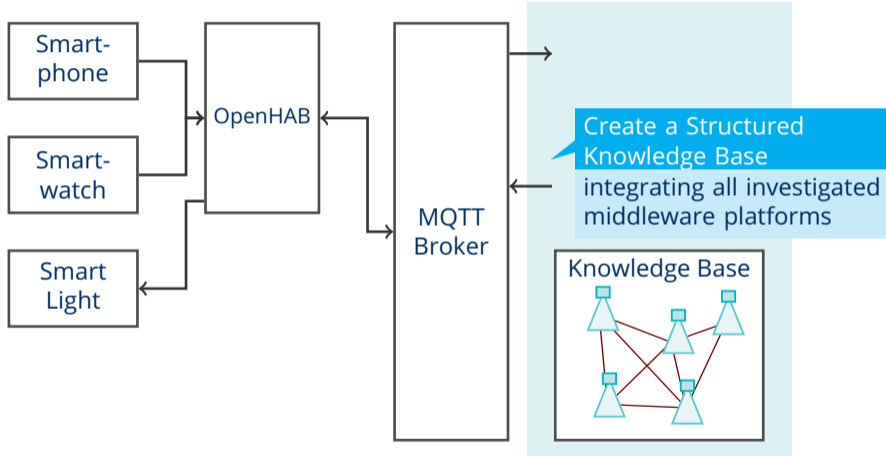 Smart-
phone
Smart-
watch
Smart
Light
OpenHAB
MQTT
Broker
Create a Structured
Knowledge Base
integrating all investigated
middleware platforms
Knowledge Base